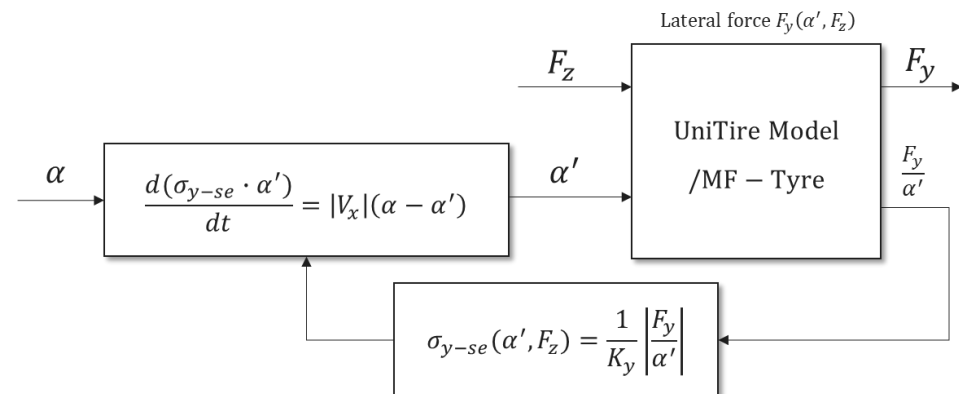 Lateral force F_y(α′, F_z)
F_z
F_y
UniTire Model
/MF − Tyre
F_y/α′
α
d(σ_{y−se} · α′)/dt = |V_x|(α − α′)
α′
σ_{y−se}(α′, F_z) = 1/K_y |F_y/α′|